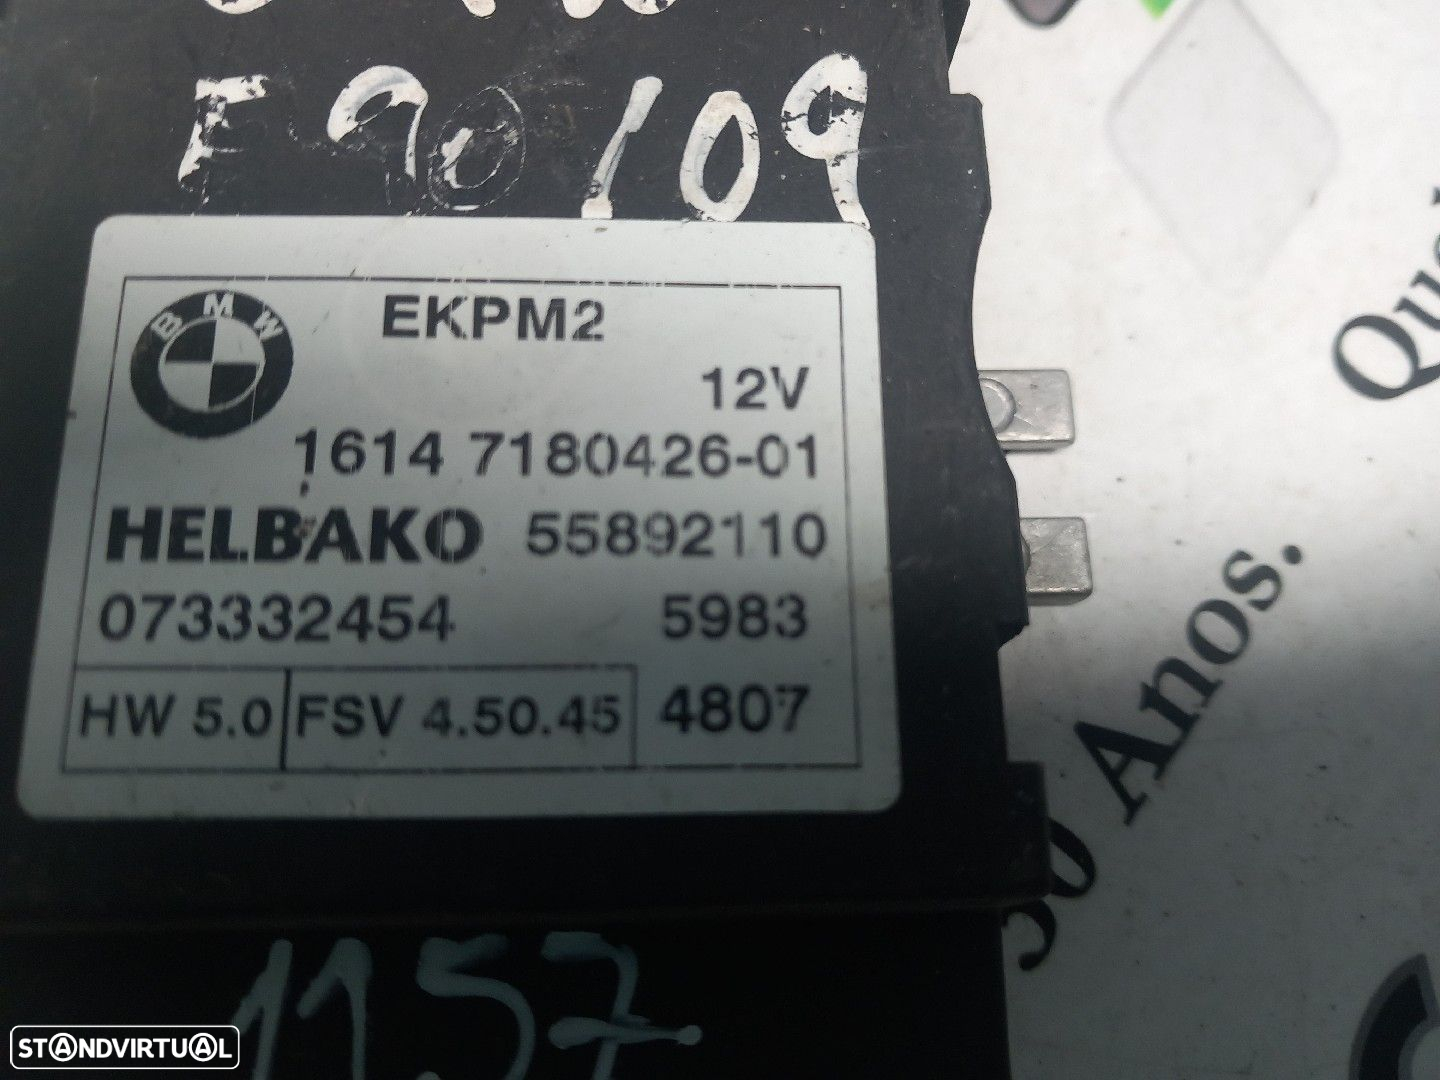 E90/09
BMW
EKPM2
12V
1614 7180426-01
HELBAKO 55892110
073332454 5983
HW 5.0 FSV 4.50.45 4807
1157
Anos.
STANDVIRTUAL